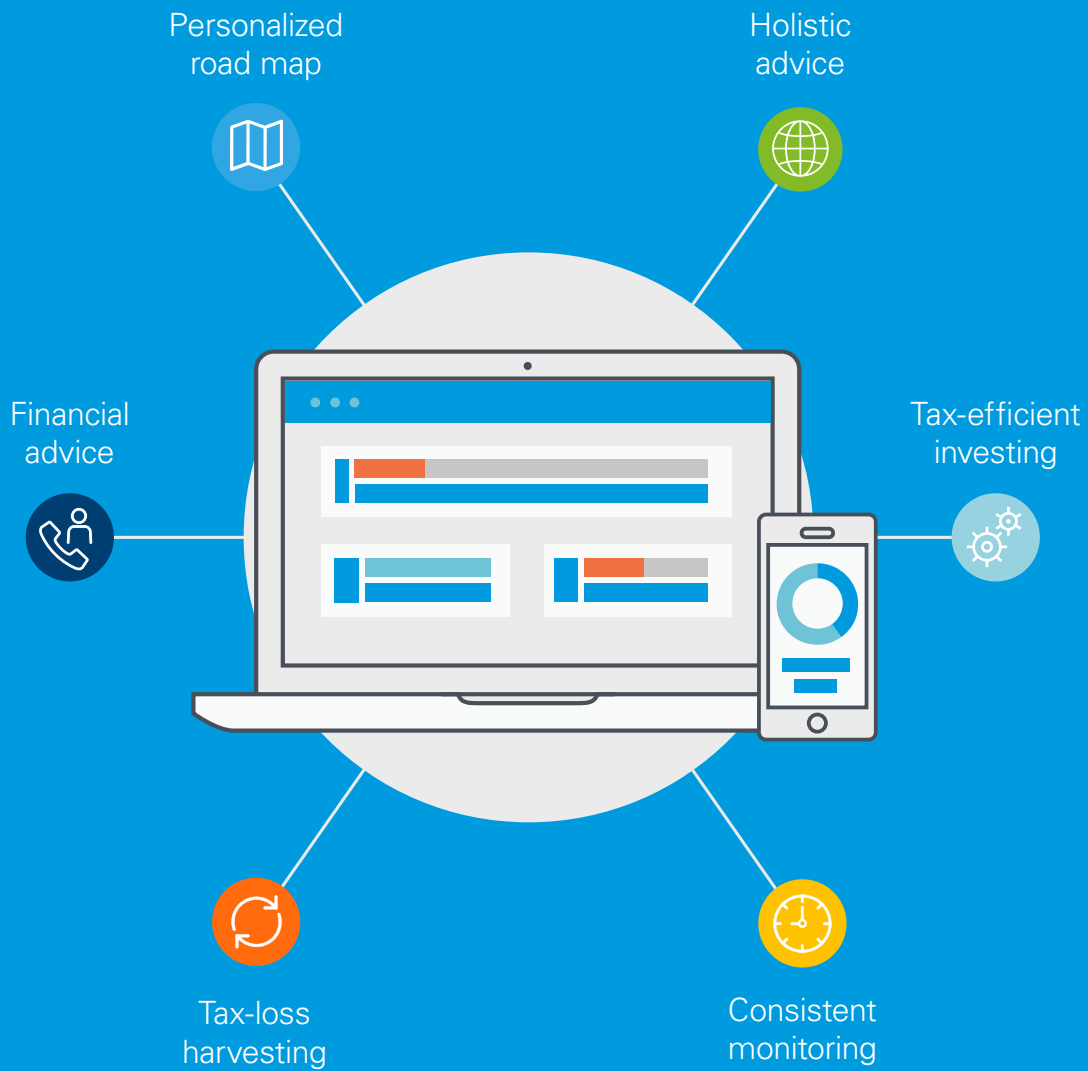 Personalized
road map
Holistic
advice
Financial
advice
Tax-efficient
investing
Tax-loss
harvesting
Consistent
monitoring